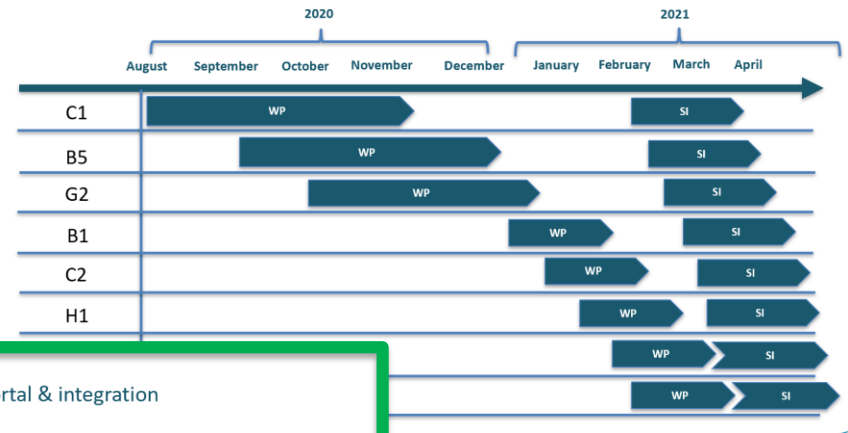 2020 2021
August September October November December January February March April
C1 WP SI
B5 WP SI
G2 WP SI
B1 WP SI
C2 WP SI
H1 WP SI
WP SI
rtal & integration
WP SI